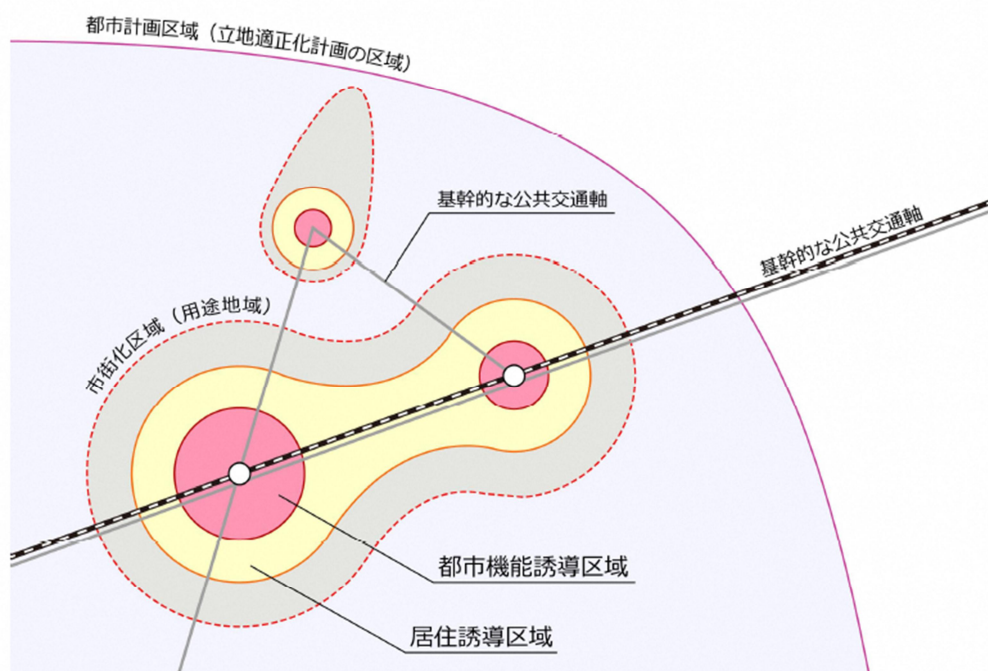 都市計画区域（立地適正化計画の区域）
基幹的な公共交通軸
基幹的な公共交通軸
市街化区域（用途地域）
都市機能誘導区域
居住誘導区域